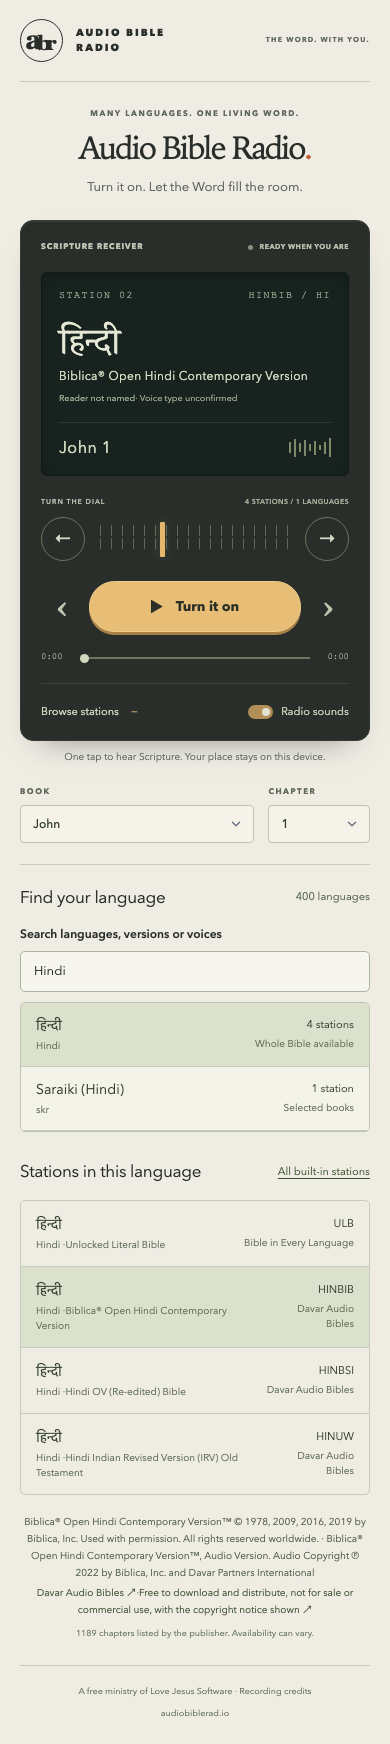 abr
AUDIO BIBLE
RADIO
THE WORD. WITH YOU.
MANY LANGUAGES. ONE LIVING WORD.
Audio Bible Radio.
Turn it on. Let the Word fill the room.
SCRIPTURE RECEIVER
READY WHEN YOU ARE
STATION 02
HINBIB / HI
हिन्दी
Biblica® Open Hindi Contemporary Version
Reader not named· Voice type unconfirmed
John 1
TURN THE DIAL
4 STATIONS / 1 LANGUAGES
Turn it on
0:00
0:00
Browse stations –
Radio sounds
One tap to hear Scripture. Your place stays on this device.
BOOK
CHAPTER
John
1
Find your language
400 languages
Search languages, versions or voices
Hindi
हिन्दी
4 stations
Hindi
Whole Bible available
Saraiki (Hindi)
1 station
skr
Selected books
Stations in this language
All built-in stations
हिन्दी
ULB
Hindi ·Unlocked Literal Bible
Bible in Every Language
हिन्दी
HINBIB
Hindi ·Biblica® Open Hindi Contemporary
Version
Davar Audio
Bibles
हिन्दी
HINBSI
Hindi ·Hindi OV (Re-edited) Bible
Davar Audio Bibles
हिन्दी
HINUW
Hindi ·Hindi Indian Revised Version (IRV) Old
Testament
Davar Audio
Bibles
Biblica® Open Hindi Contemporary Version™ © 1978, 2009, 2016, 2019 by
Biblica, Inc. Used with permission. All rights reserved worldwide. · Biblica®
Open Hindi Contemporary Version™, Audio Version. Audio Copyright ℗
2022 by Biblica, Inc. and Davar Partners International
Davar Audio Bibles ↗·Free to download and distribute, not for sale or
commercial use, with the copyright notice shown ↗
1189 chapters listed by the publisher. Availability can vary.
A free ministry of Love Jesus Software · Recording credits
audiobiblerad.io